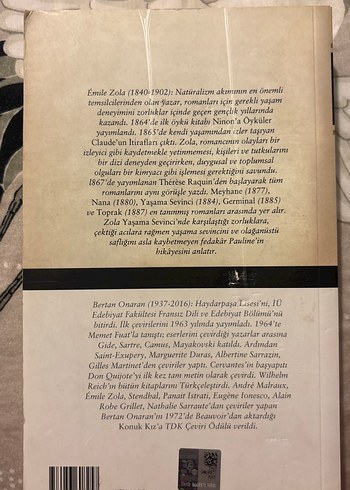 Émile Zola (1840-1902): Natüralizm akımının en önemli
temsilcilerinden olan yazar, romanları için gerekli yaşam
deneyimini zorluklar içinde geçen gençlik yıllarında
kazandı. 1864'de ilk öykü kitabı Ninon'a Öyküler
yayımlandı. 1865'de kendi yaşamından izler taşıyan
Claude'un İtirafları çıktı. Zola, romancının olayları bir
izleyici gibi kaydetmekle yetinmemesi, kişileri ve tutkularını
bir dizi deneyden geçirirken, duygusal ve toplumsal
olguları bir kimyacı gibi işlemesi gerektiğini savundu.
1867'de yayımlanan Thérèse Raquin'den başlayarak tüm
romanlarını aynı görüşle yazdı. Meyhane (1877),
Nana (1880), Yaşama Sevinci (1884), Germinal (1885)
ve Toprak (1887) en tanınmış romanları arasında yer alır.
Zola Yaşama Sevinci'nde karşılaştığı zorluklara,
çektiği acılara rağmen yaşama sevincini ve olağanüstü
saflığını asla kaybetmeyen fedakâr Pauline'in
hikâyesini anlatır.
Bertan Onaran (1937-2016): Haydarpaşa Lisesi'ni, İÜ
Edebiyat Fakültesi Fransız Dili ve Edebiyat Bölümü'nü
bitirdi. İlk çevirilerini 1963 yılında yayımladı. 1964'te
Memet Fuat'la tanıştı; eserlerini çevirdiği yazarlar arasına
Gide, Sartre, Camus, Mayakovski katıldı. Ardından
Saint-Exupery, Marguerite Duras, Albertine Sarrazin,
Gilles Martinet'den çeviriler yaptı. Cervantes'in başyapıtı
Don Quijote'yi ilk kez tam metin olarak çevirdi. Wilhelm
Reich'ın bütün kitaplarını Türkçeleştirdi. André Malraux,
Émile Zola, Stendhal, Panait Istrati, Eugène Ionesco, Alain
Robe Grillet, Nathalie Sarraute'dan çeviriler yapan
Bertan Onaran'ın 1972'de Beauvoir'dan aktardığı
Konuk Kız'a TDK Çeviri Ödülü verildi.